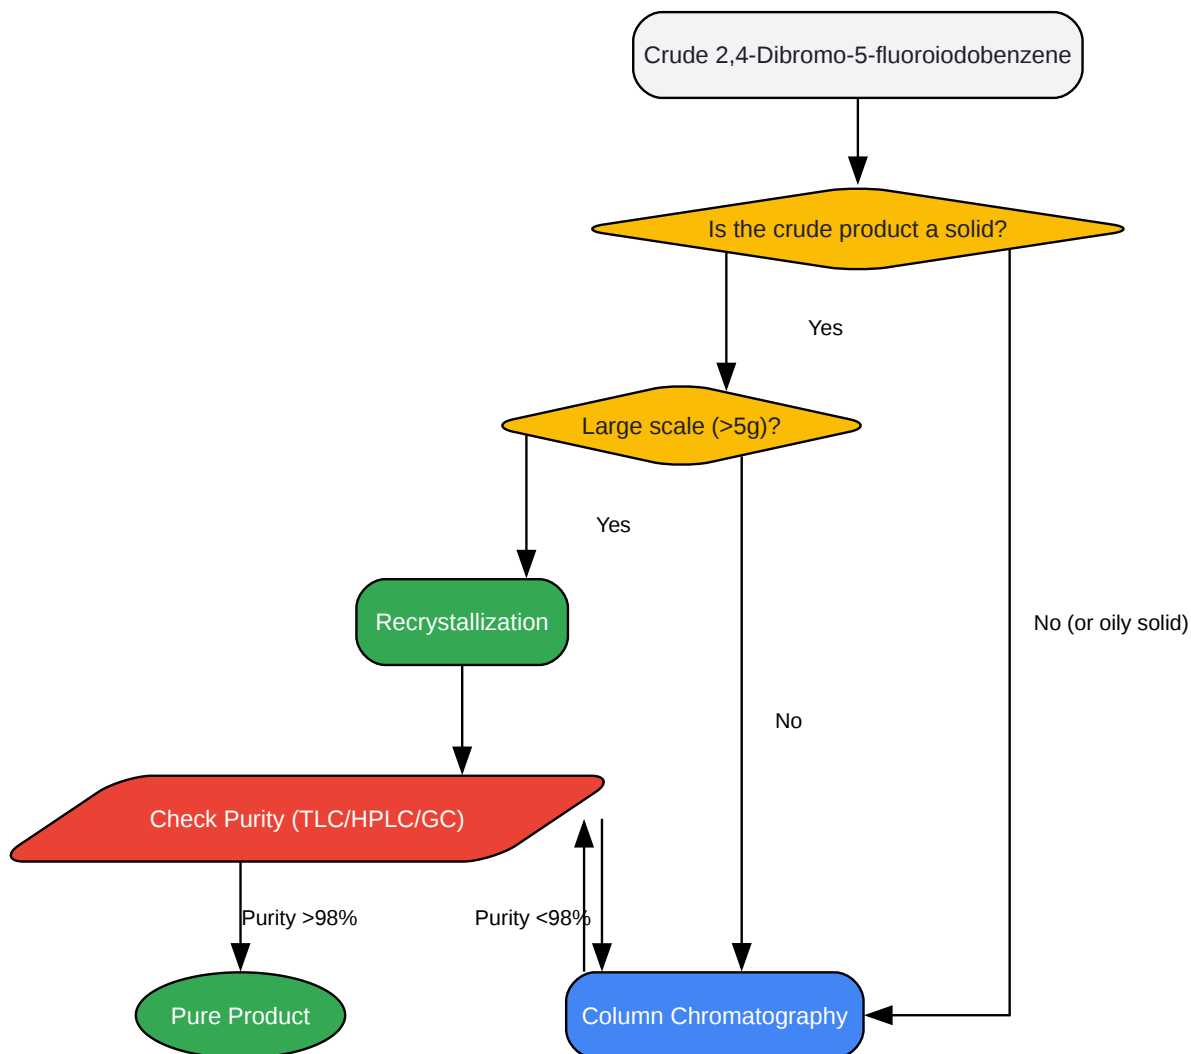 Crude 2,4-Dibromo-5-fluoroiodobenzene
Is the crude product a solid?
Yes
Large scale (>5g)?
Yes
Recrystallization
No (or oily solid)
No
Check Purity (TLC/HPLC/GC)
Purity >98%
Purity <98%
Pure Product
Column Chromatography